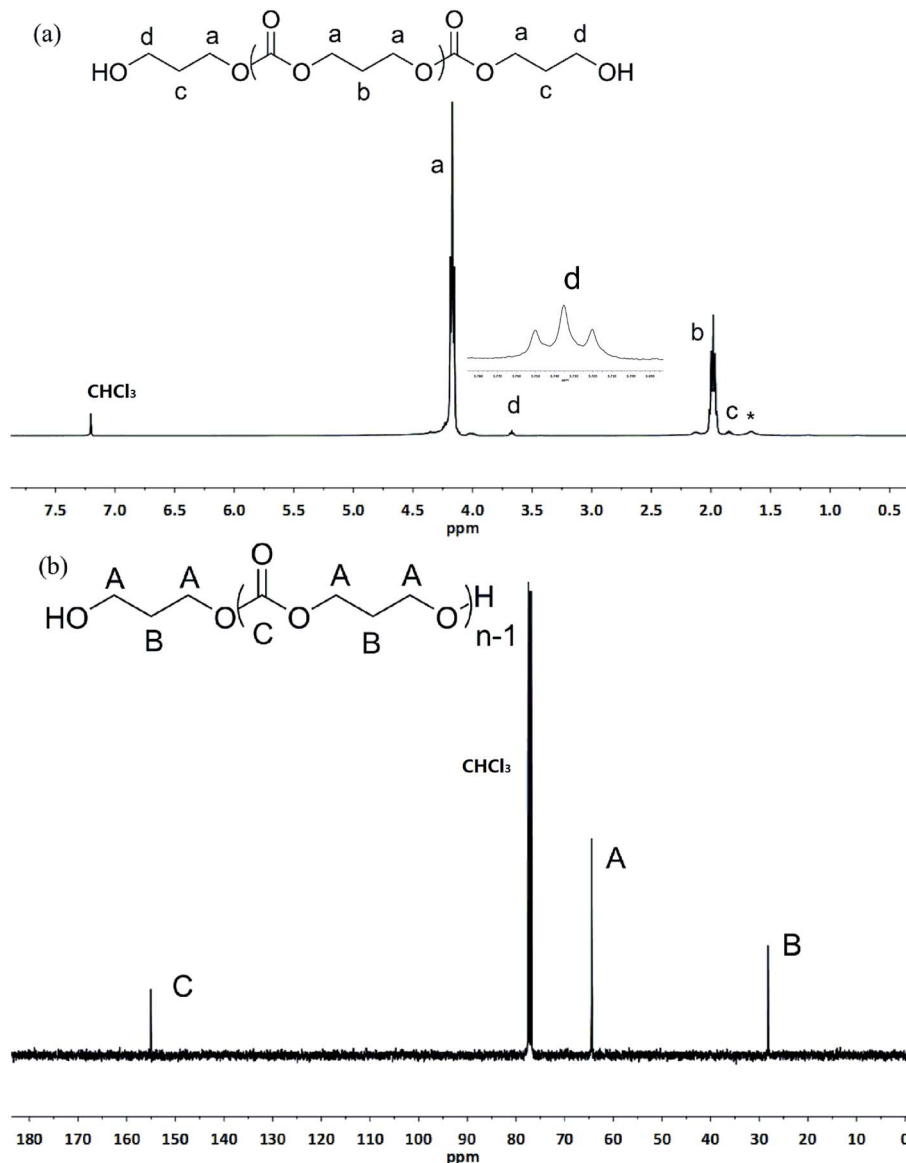 (a)
O O
d a a a a d
HO O ( O O ) O OH
c b c
a
d
CHCl3
d
b
c *
7.5 7.0 6.5 6.0 5.5 5.0 4.5 4.0 3.5 3.0 2.5 2.0 1.5 1.0 0.5
ppm
(b)
O
A A A A
HO O ( O O ) H
B C B n-1
CHCl3
A
B
C
180 170 160 150 140 130 120 110 100 90 80 70 60 50 40 30 20 10 0
ppm